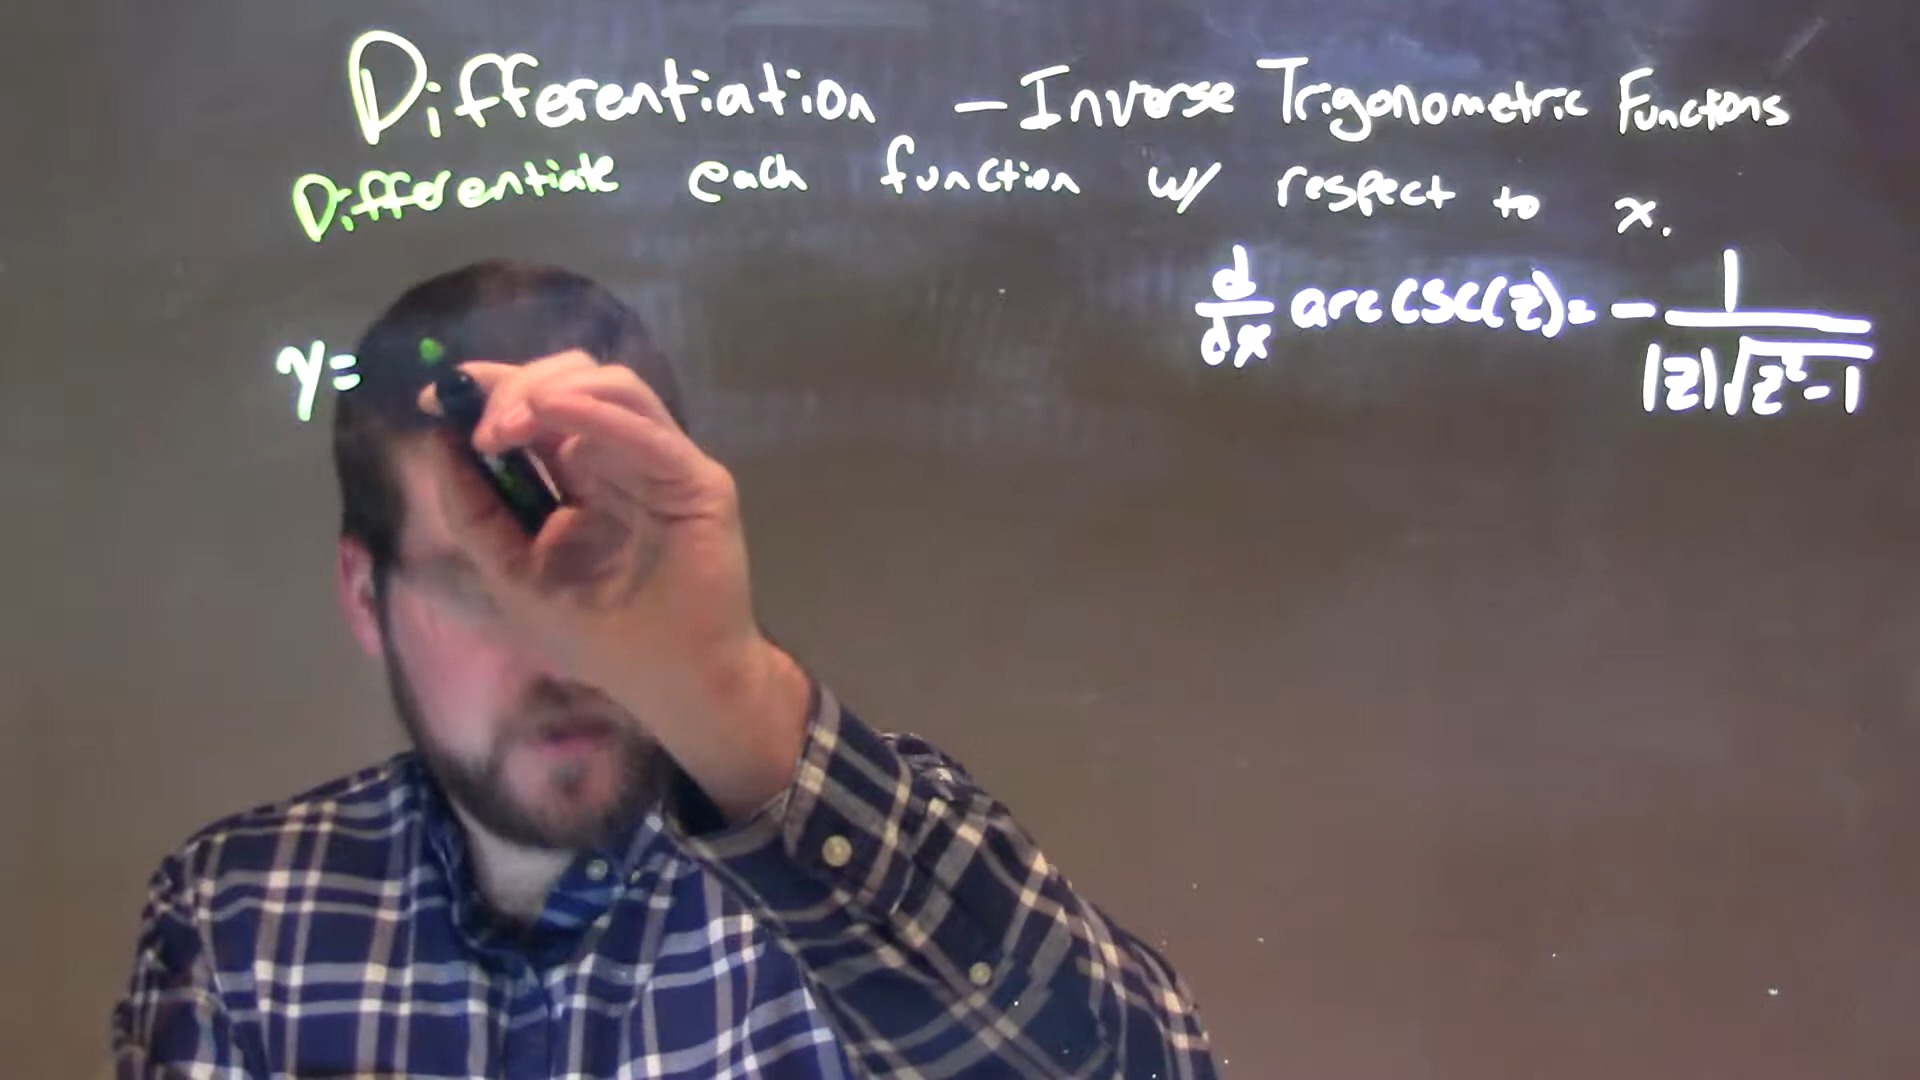 Differentiation – Inverse Trigonometric Functions
Differentiate each function w/ respect to x.
d/dx arccsc(z) = - 1/(|z|√(z²-1))
y=